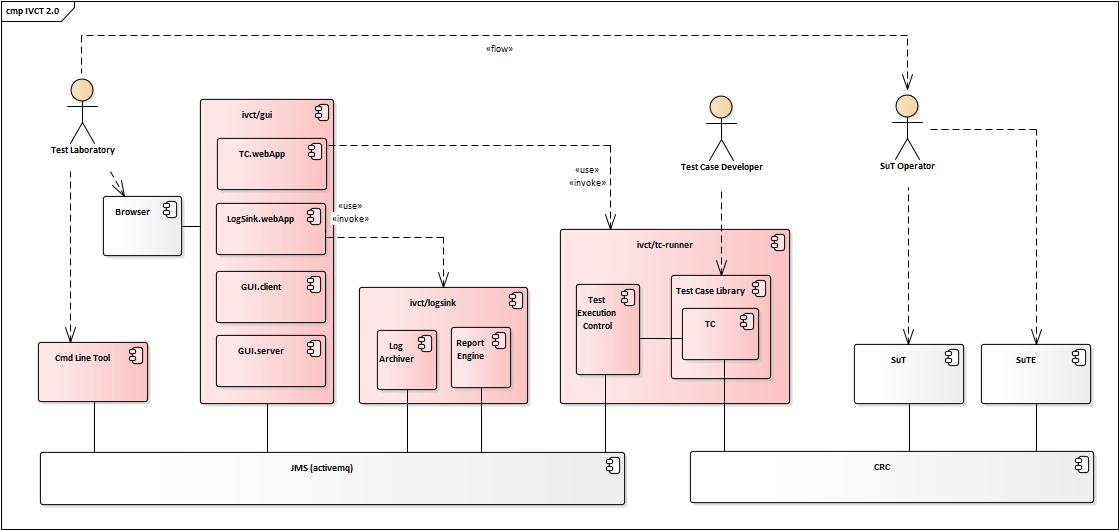 cmp IVCT 2.0
«flow»
Test Laboratory
Test Case Developer
SuT Operator
ivct/gui
TC.webApp
LogSink.webApp
GUI.client
GUI.server
«use»
«invoke»
«use»
«invoke»
Browser
Cmd Line Tool
ivct/logsink
Log
Archiver
Report
Engine
ivct/tc-runner
Test
Execution
Control
Test Case Library
TC
SuT
SuTE
JMS (activemq)
CRC